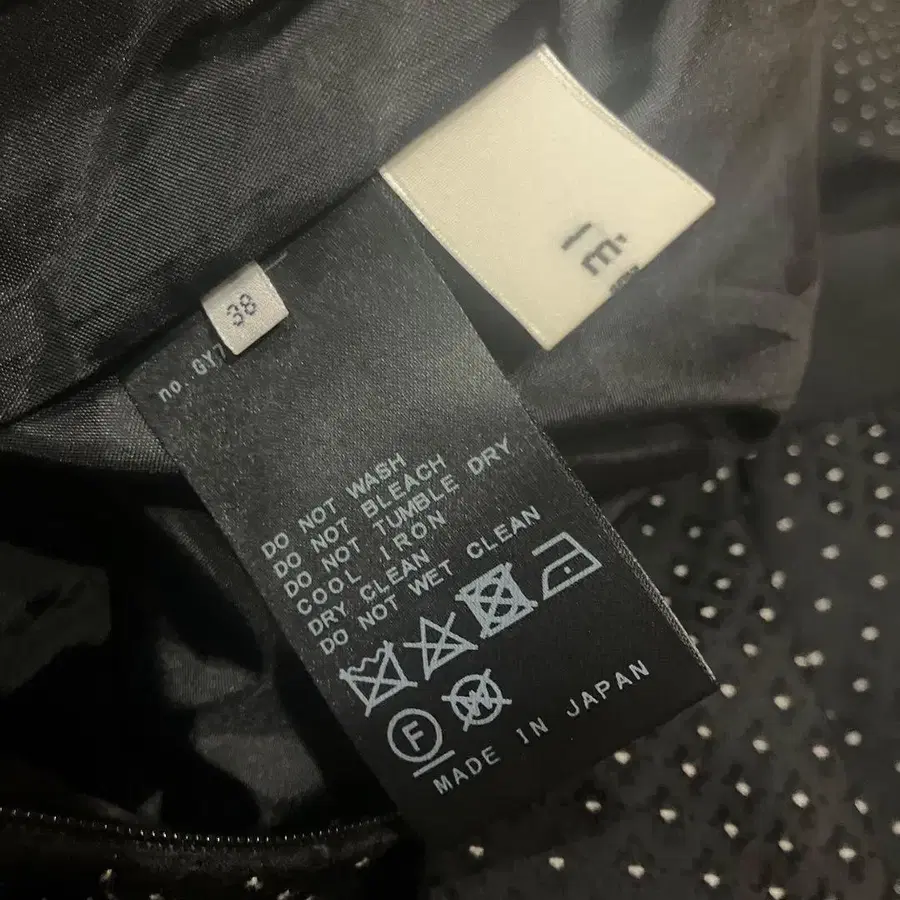 38
no. GY7
DO NOT WASH
DO NOT BLEACH
DO NOT TUMBLE DRY
COOL IRON
DRY CLEAN
DO NOT WET CLEAN
F
W
MADE IN JAPAN